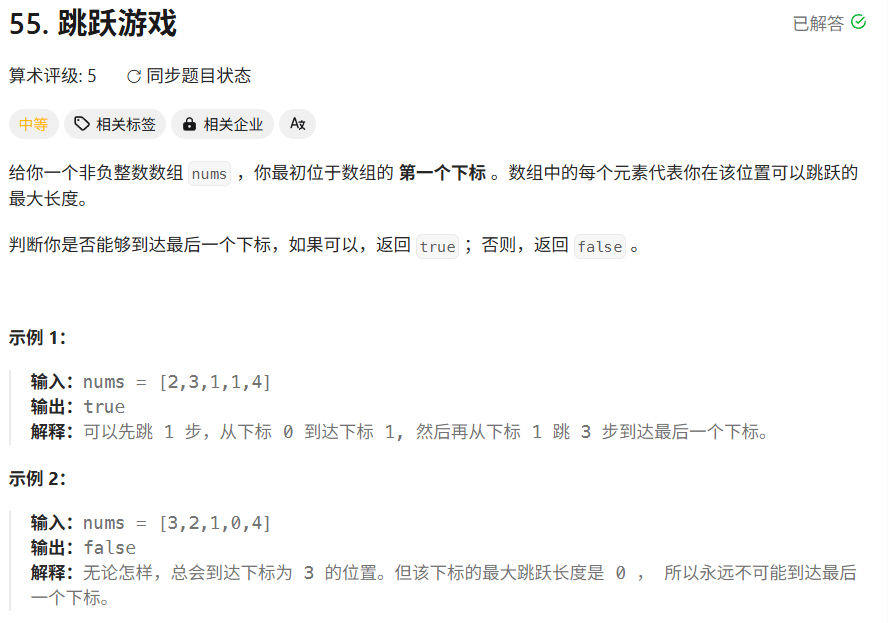 55. 跳跃游戏
已解答
算术评级: 5 同步题目状态
中等 相关标签 相关企业 Az
给你一个非负整数数组 nums ，你最初位于数组的 第一个下标 。数组中的每个元素代表你在该位置可以跳跃的
最大长度。
判断你是否能够到达最后一个下标，如果可以，返回 true ；否则，返回 false 。
示例 1：
输入：nums = [2,3,1,1,4]
输出：true
解释：可以先跳 1 步，从下标 0 到达下标 1, 然后再从下标 1 跳 3 步到达最后一个下标。
示例 2：
输入：nums = [3,2,1,0,4]
输出：false
解释：无论怎样，总会到达下标为 3 的位置。但该下标的最大跳跃长度是 0 ， 所以永远不可能到达最后
一个下标。